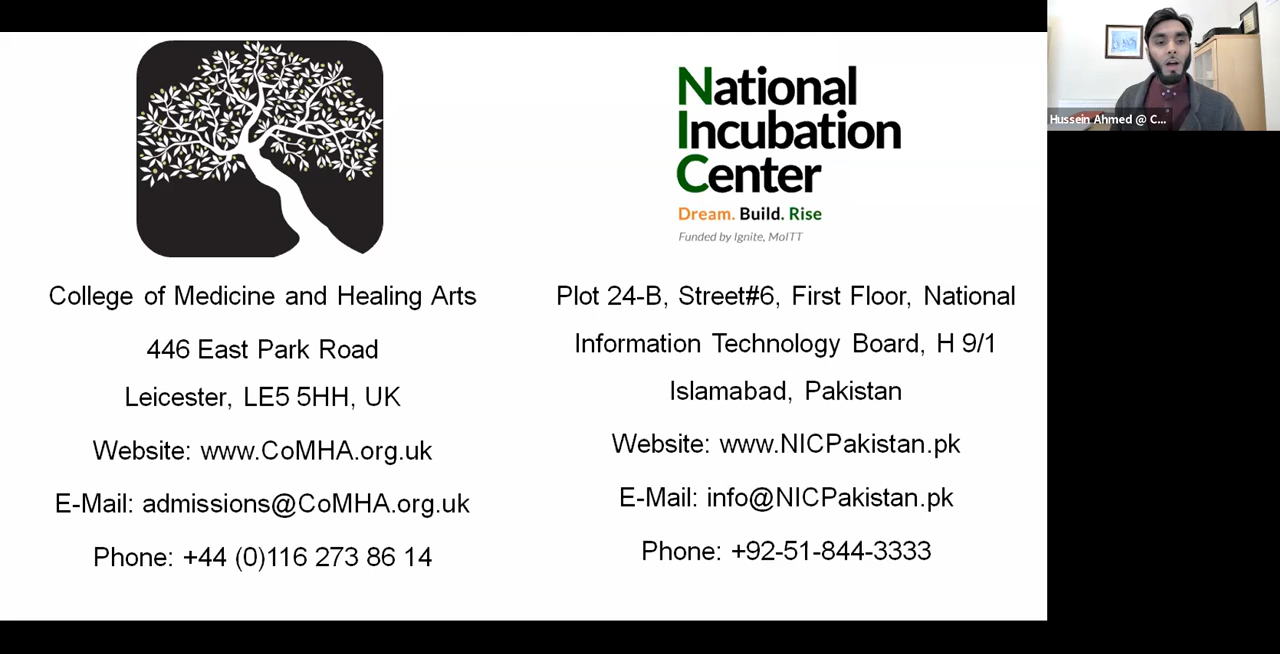 National
Incubation
Center
Dream. Build. Rise
Funded by Ignite, MoITT
College of Medicine and Healing Arts
446 East Park Road
Leicester, LE5 5HH, UK
Website: www.CoMHA.org.uk
E-Mail: admissions@CoMHA.org.uk
Phone: +44 (0)116 273 86 14
Plot 24-B, Street#6, First Floor, National
Information Technology Board, H 9/1
Islamabad, Pakistan
Website: www.NICPakistan.pk
E-Mail: info@NICPakistan.pk
Phone: +92-51-844-3333
Hussein Ahmed @ C...